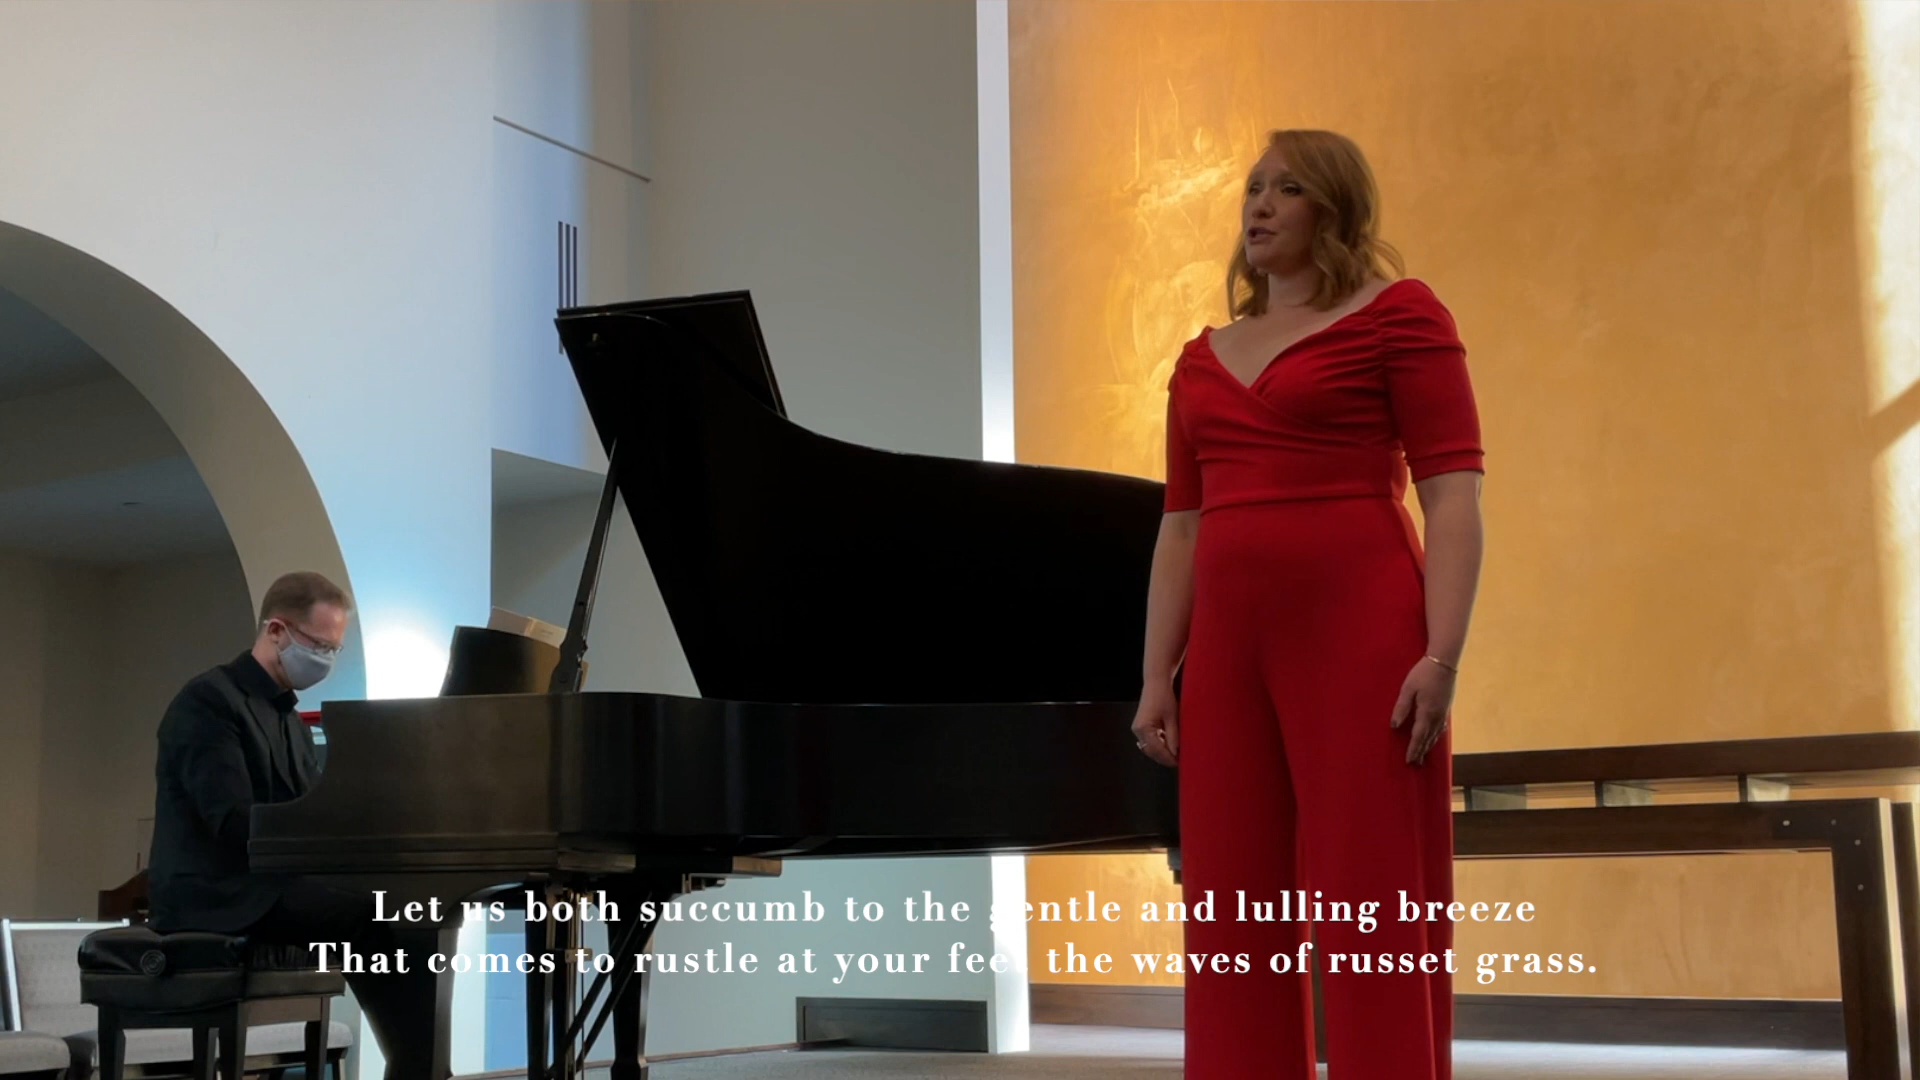 Let us both succumb to the gentle and lulling breeze
That comes to rustle at your feet the waves of russet grass.